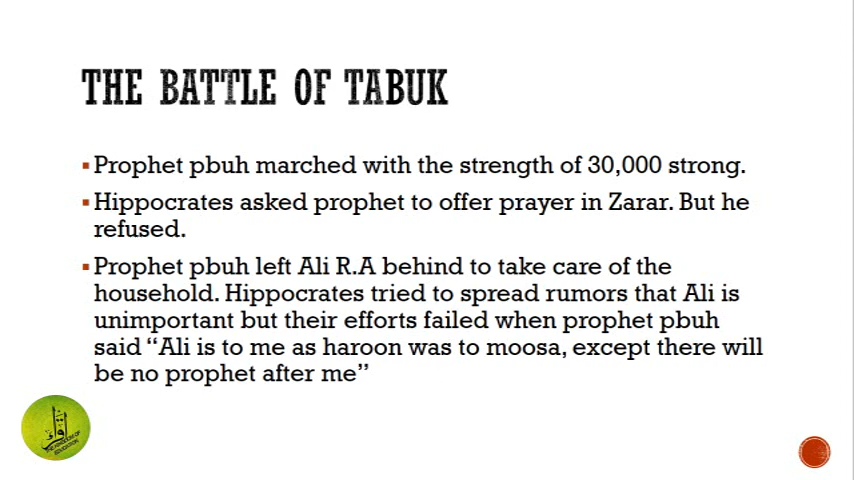 THE BATTLE OF TABUK
Prophet pbuh marched with the strength of 30,000 strong.
Hippocrates asked prophet to offer prayer in Zarar. But he
refused.
Prophet pbuh left Ali R.A behind to take care of the
household. Hippocrates tried to spread rumors that Ali is
unimportant but their efforts failed when prophet pbuh
said “Ali is to me as haroon was to moosa, except there will
be no prophet after me”